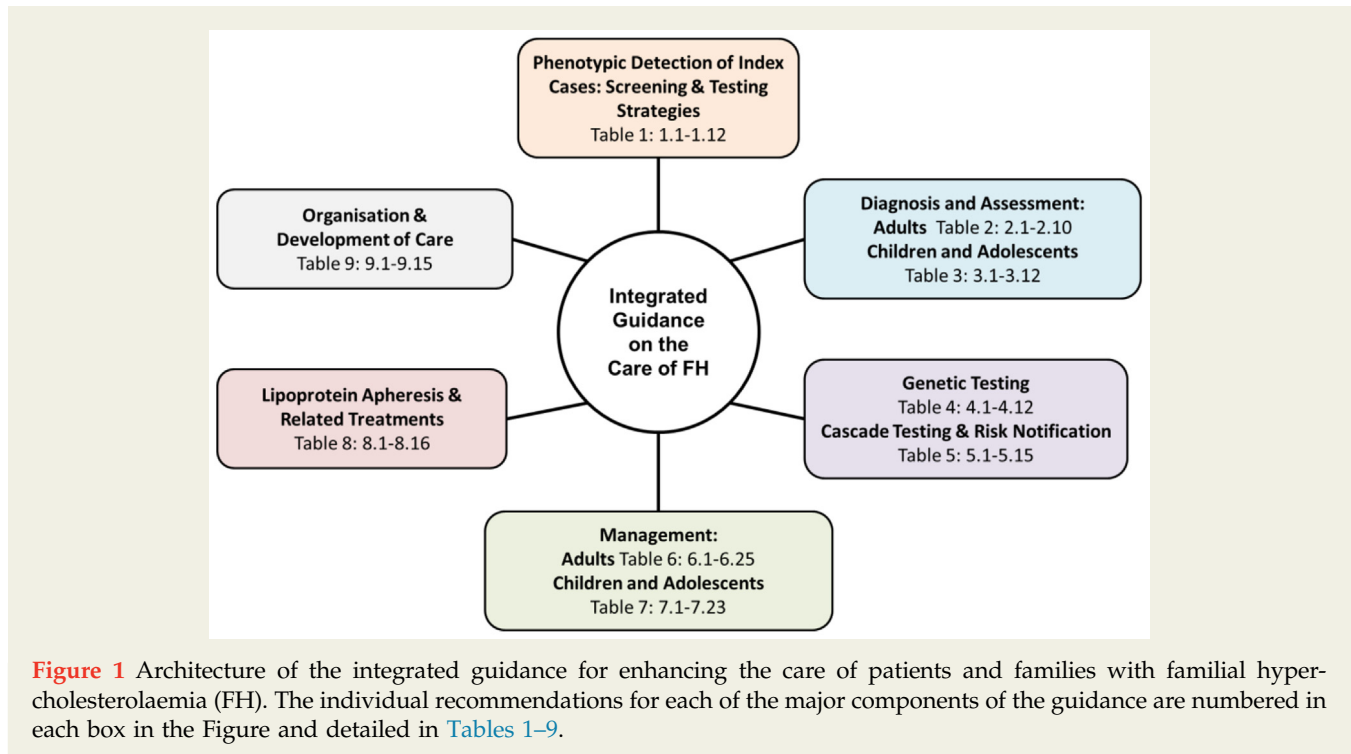 Phenotypic Detection of Index
Cases: Screening & Testing
Strategies
Table 1: 1.1-1.12
Organisation &
Development of Care
Table 9: 9.1-9.15
Diagnosis and Assessment:
Adults Table 2: 2.1-2.10
Children and Adolescents
Table 3: 3.1-3.12
Integrated
Guidance
on the
Care of FH
Lipoprotein Apheresis &
Related Treatments
Table 8: 8.1-8.16
Genetic Testing
Table 4: 4.1-4.12
Cascade Testing & Risk Notification
Table 5: 5.1-5.15
Management:
Adults Table 6: 6.1-6.25
Children and Adolescents
Table 7: 7.1-7.23
Figure 1 Architecture of the integrated guidance for enhancing the care of patients and families with familial hyper-
cholesterolaemia (FH). The individual recommendations for each of the major components of the guidance are numbered in
each box in the Figure and detailed in Tables 1–9.